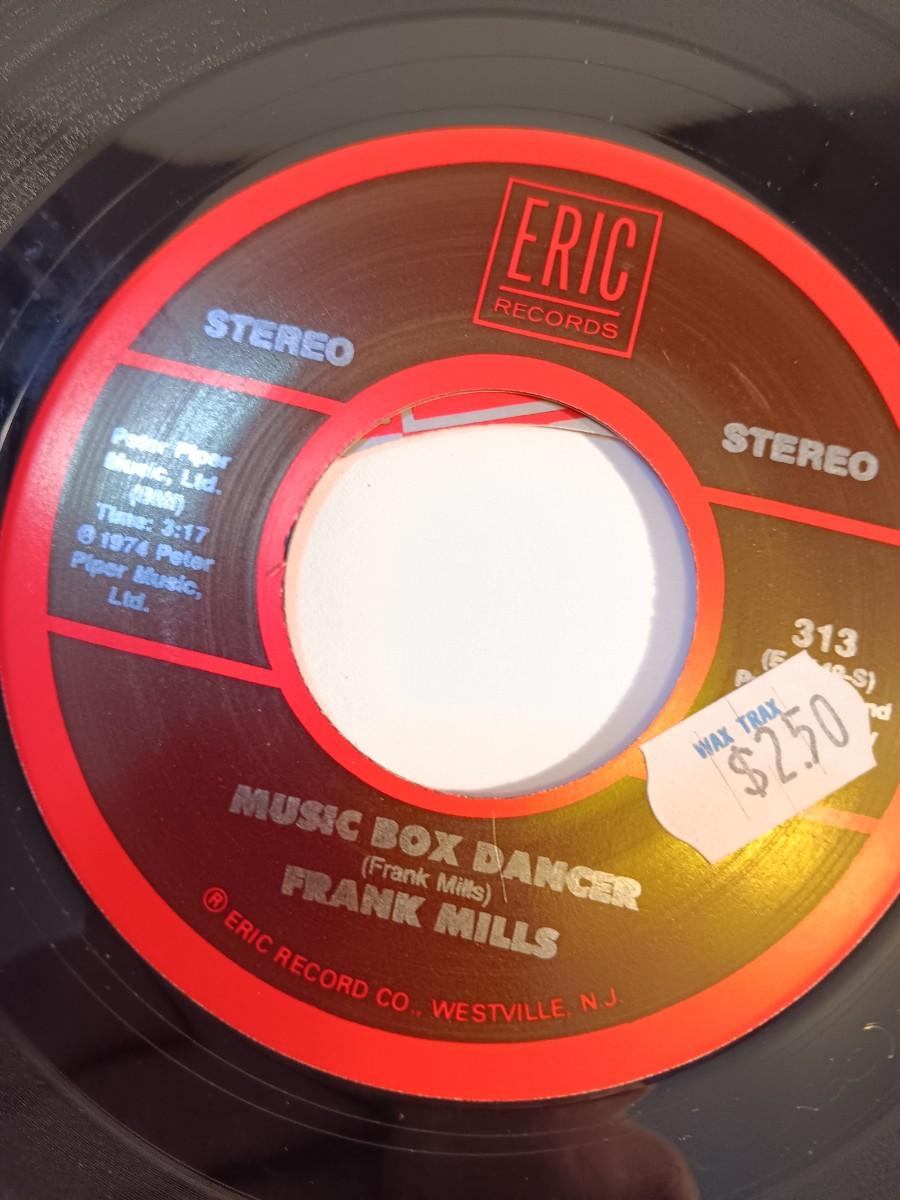 ERIC
RECORDS
STEREO
STEREO
Peter Piper
Music, Ltd.
(BMI)
Time: 3:17
℗ 1974 Peter
Piper Music,
Ltd.
313
-S)
WAX TRAX
$2.50
MUSIC BOX DANCER
(Frank Mills)
FRANK MILLS
® ERIC RECORD CO., WESTVILLE, N.J.